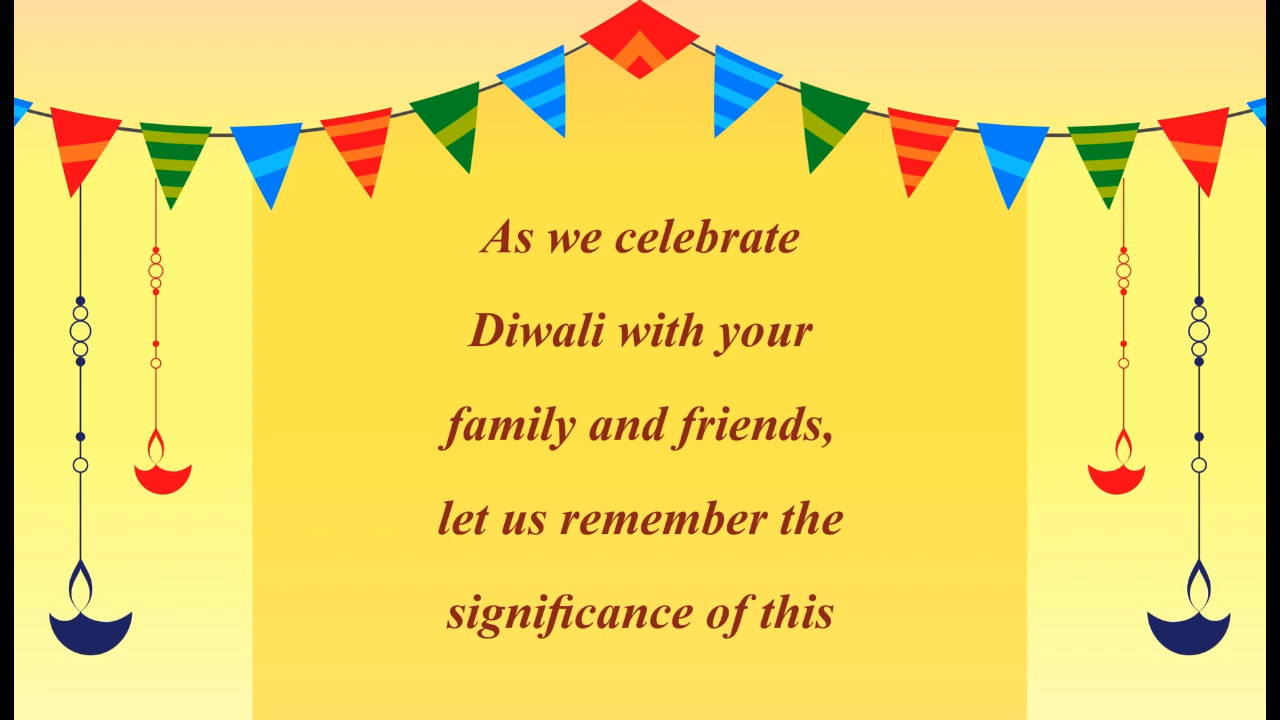 As we celebrate
Diwali with your
family and friends,
let us remember the
significance of this